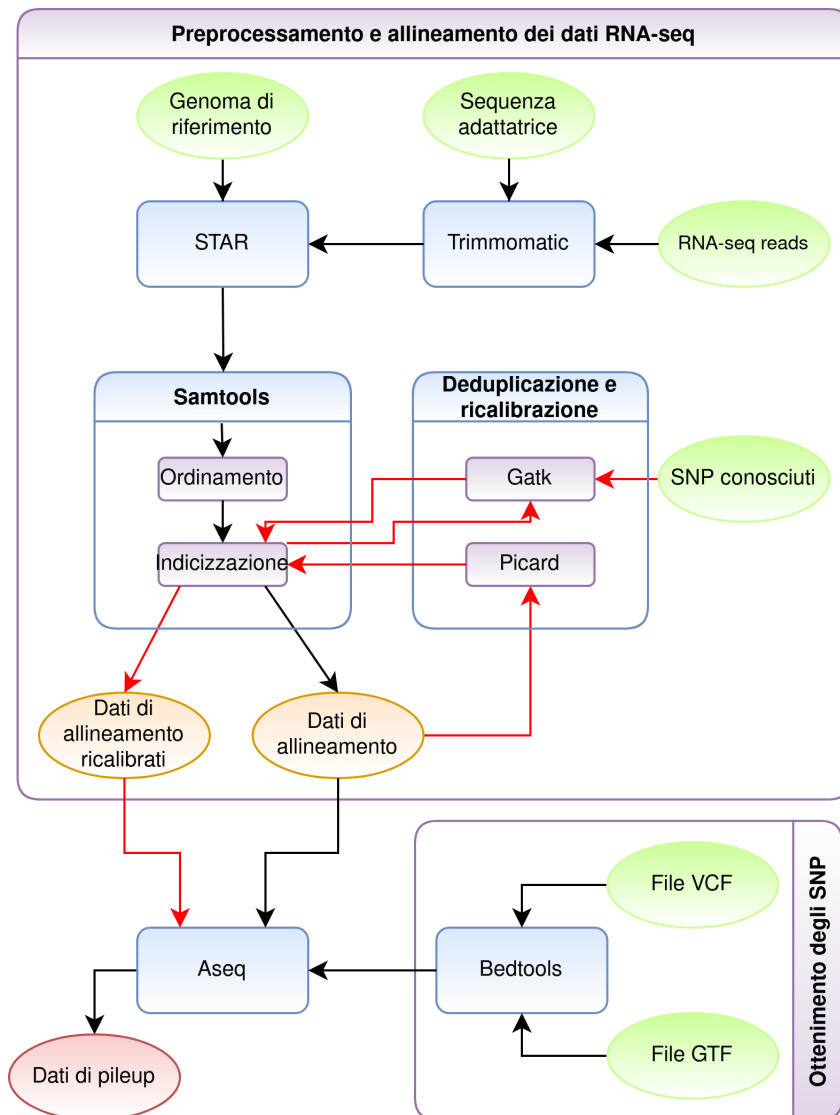 Preprocessamento e allineamento dei dati RNA-seq
Genoma di
riferimento
Sequenza
adattatrice
STAR
Trimmomatic
RNA-seq reads
Samtools
Deduplicazione e
ricalibrazione
Ordinamento
Gatk
SNP conosciuti
Indicizzazione
Picard
Dati di
allineamento
ricalibrati
Dati di
allineamento
File VCF
Aseq
Bedtools
Ottenimento degli SNP
File GTF
Dati di pileup